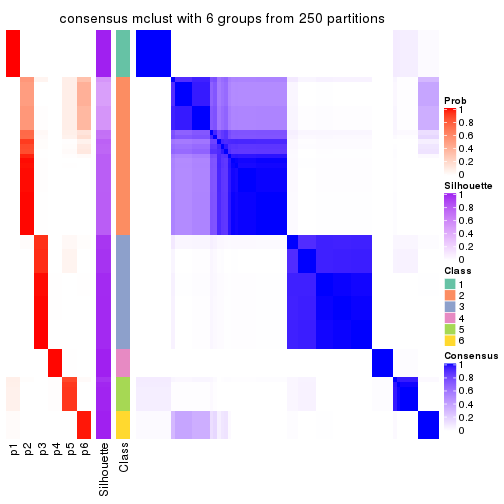 consensus mclust with 6 groups from 250 partitions
Prob
1
0.8
0.6
0.4
0.2
0
Silhouette
1
0.8
0.6
0.4
0.2
0
Class
1
2
3
4
5
6
Consensus
1
0.8
0.6
0.4
0.2
0
p1
p2
p3
p4
p5
p6
Silhouette
Class